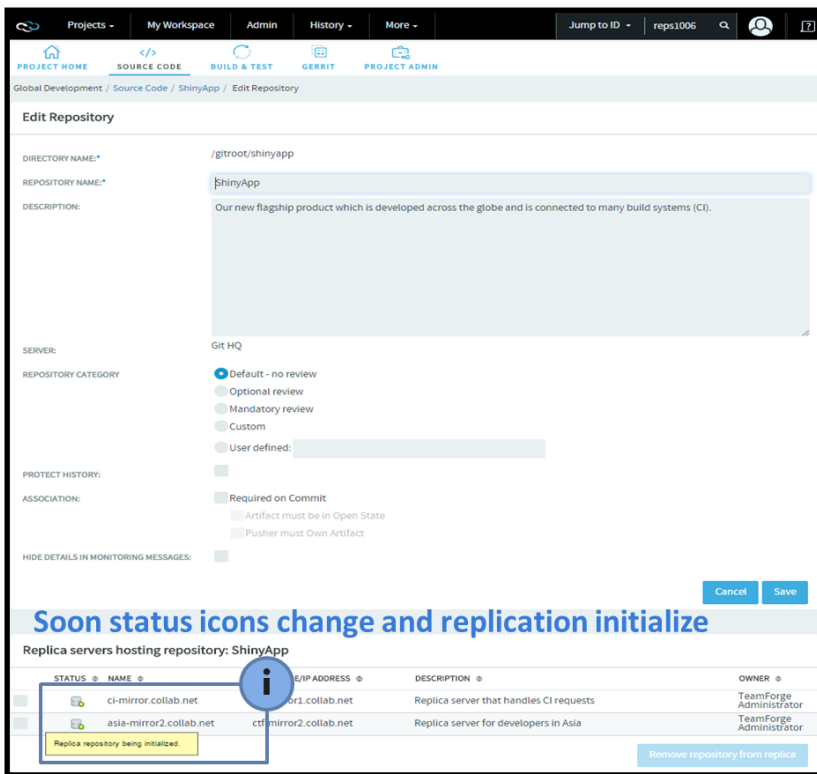 Projects My Workspace Admin History More Jump to ID reps1006
PROJECT HOME SOURCE CODE BUILD & TEST GERRIT PROJECT ADMIN
Global Development / Source Code / ShinyApp / Edit Repository
Edit Repository
DIRECTORY NAME:* /gitroot/shinyapp
REPOSITORY NAME:* ShinyApp
DESCRIPTION: Our new flagship product which is developed across the globe and is connected to many build systems (CI).
SERVER: Git HQ
REPOSITORY CATEGORY Default - no review
Optional review
Mandatory review
Custom
User defined:
PROTECT HISTORY:
ASSOCIATION: Required on Commit
Artifact must be in Open State
Pusher must Own Artifact
HIDE DETAILS IN MONITORING MESSAGES:
Cancel Save
Soon status icons change and replication initialize
Replica servers hosting repository: ShinyApp
STATUS NAME E/IP ADDRESS DESCRIPTION OWNER
i
ci-mirror.collab.net or1.collab.net Replica server that handles CI requests TeamForge Administrator
asia-mirror2.collab.net ctf-mirror2.collab.net Replica server for developers in Asia TeamForge Administrator
Replica repository being initialized.
Remove repository from replica